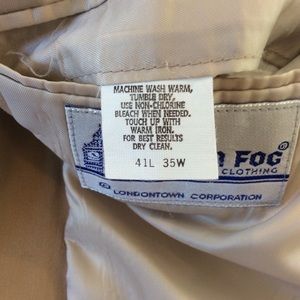 MACHINE WASH WARM,
TUMBLE DRY,
USE NON-CHLORINE
BLEACH WHEN NEEDED.
TOUCH UP WITH
WARM IRON.
FOR BEST RESULTS
DRY CLEAN.
41L 35W
FOG
CLOTHING
LONDONTOWN CORPORATION